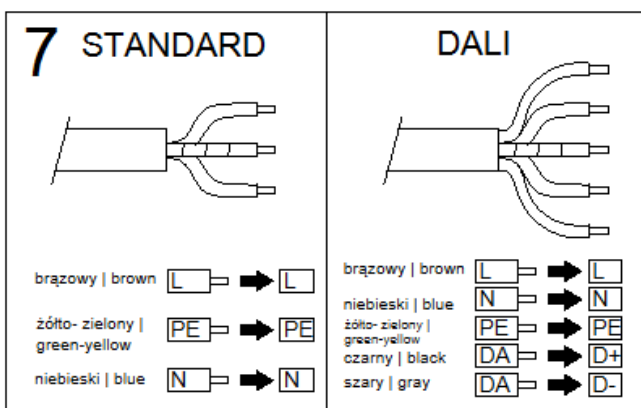 7 STANDARD
brązowy | brown L L
żółto- zielony |
green-yellow PE PE
niebieski | blue N N
DALI
brązowy | brown L L
niebieski | blue N N
żółto- zielony |
green-yellow PE PE
czarny | black DA D+
szary | gray DA D-